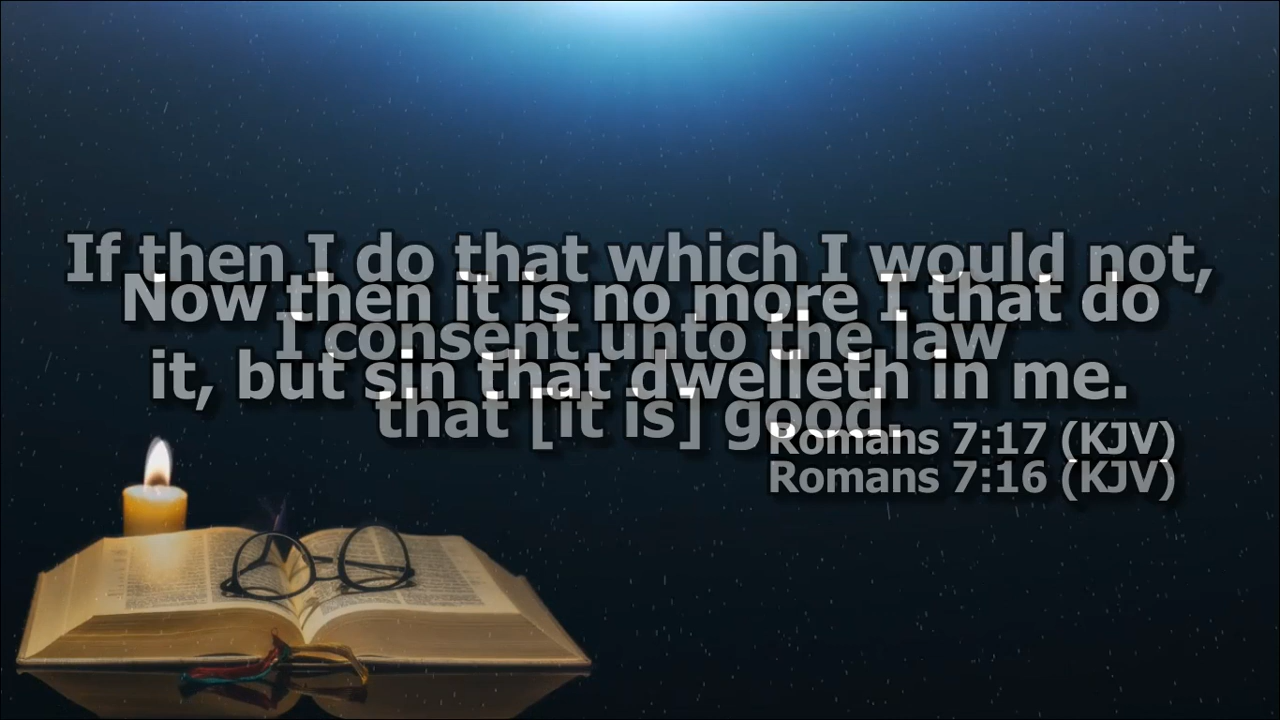 If then I do that which I would not,
I consent unto the law
that [it is] good.
Romans 7:16 (KJV)
Now then it is no more I that do
it, but sin that dwelleth in me.
Romans 7:17 (KJV)